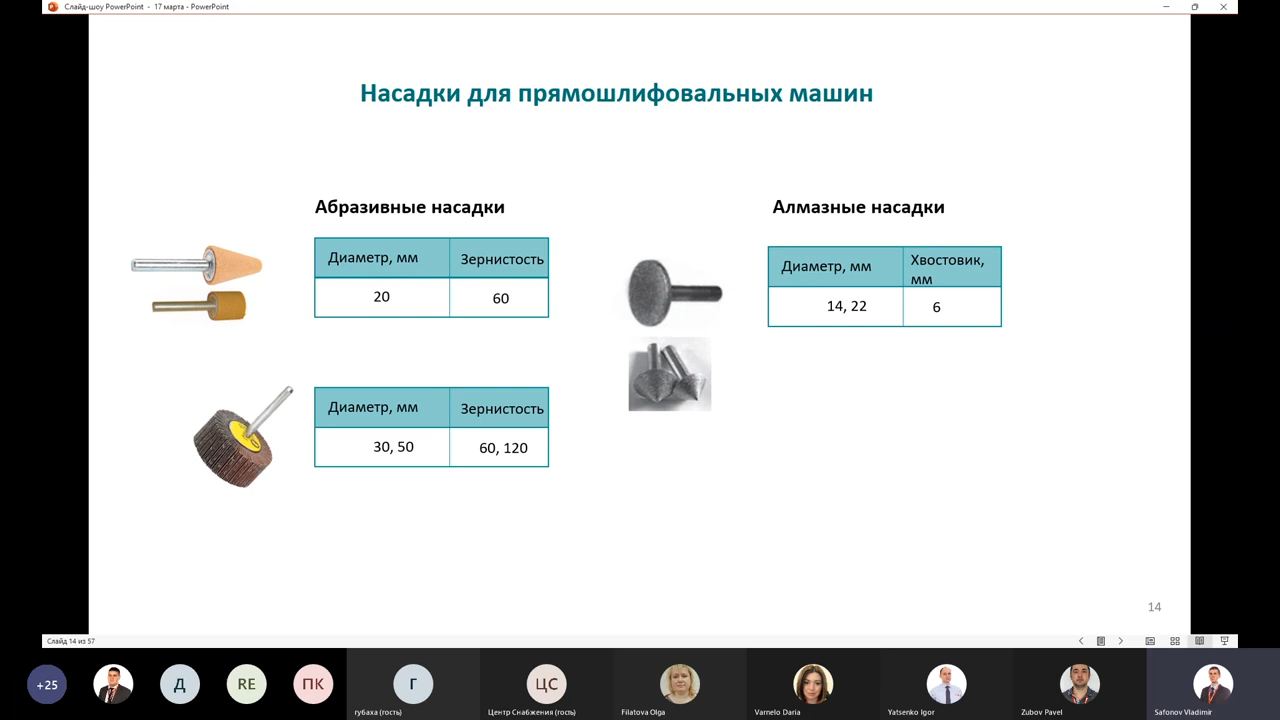 Слайд-шоу PowerPoint - 17 марта - PowerPoint
Насадки для прямошлифовальных машин
Абразивные насадки
Диаметр, мм Зернистость
20 60
Диаметр, мм Зернистость
30, 50 60, 120
Алмазные насадки
Диаметр, мм Хвостовик, мм
14, 22 6
14
Слайд 14 из 57
+25
Д
RE
ПК
Г
губаха (гость)
ЦС
Центр Снабжения (гость)
Filatova Olga
Varnelo Daria
Yatsenko Igor
Zubov Pavel
Safonov Vladimir